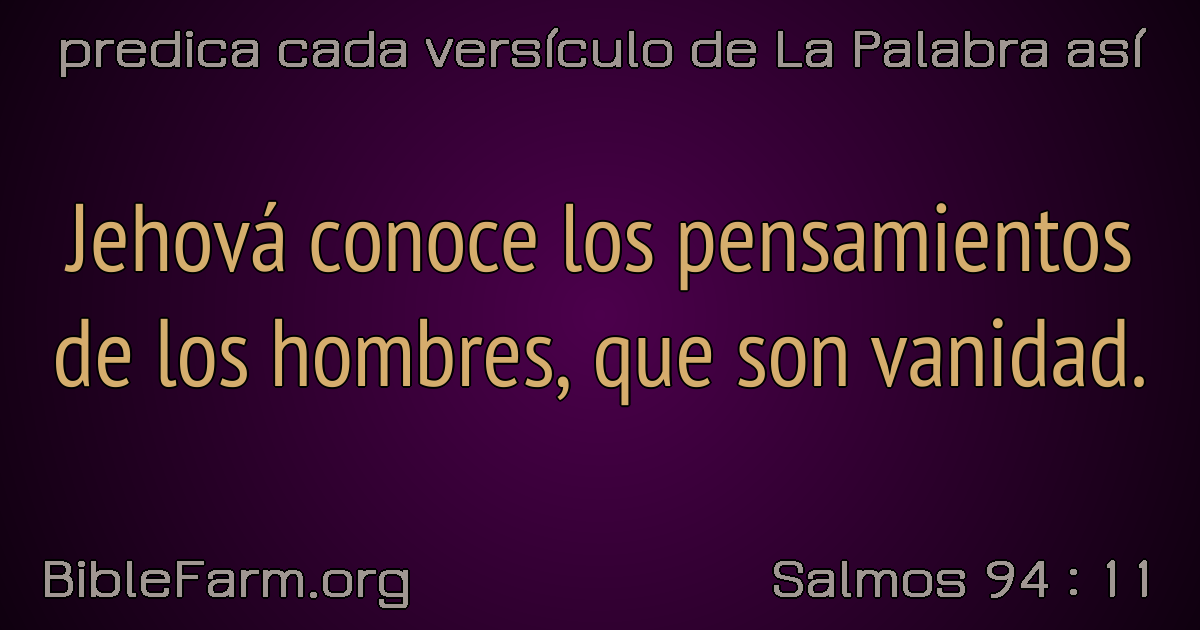 predica cada versículo de La Palabra así
Jehová conoce los pensamientos
de los hombres, que son vanidad.
BibleFarm.org
Salmos 94 : 11